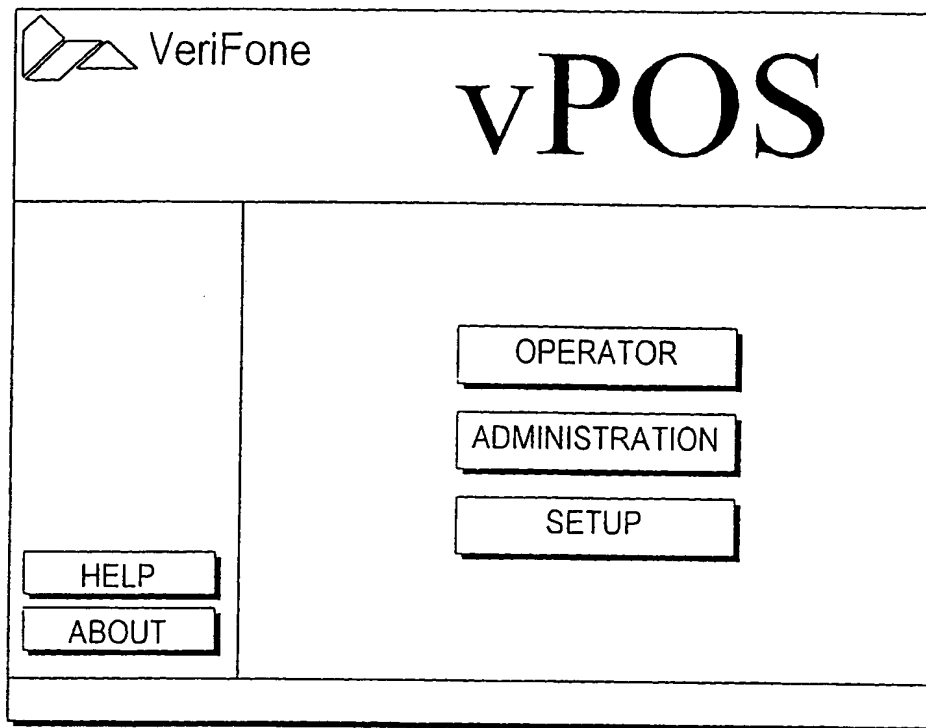 VeriFone
vPOS
OPERATOR
ADMINISTRATION
SETUP
HELP
ABOUT